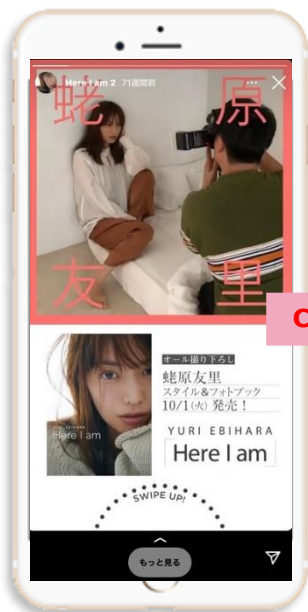 Here I am 2 71週間前
蛯原
友里
C
YURI EBIHARA
Here I am
オール撮り下ろし
蛯原友里
スタイル&フォトブック
10/1(火) 発売!
YURI EBIHARA
Here I am
SWIPE UP!
もっと見る